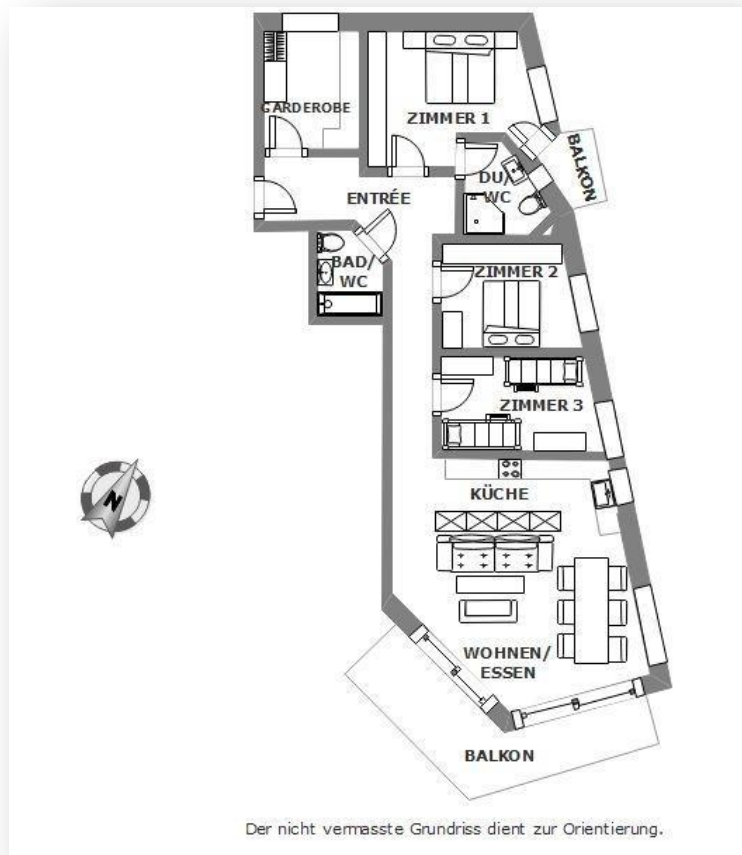 GARDEROBE
ZIMMER 1
BALKON
DU/
WC
ENTRÉE
BAD/
WC
ZIMMER 2
ZIMMER 3
KÜCHE
N
WOHNEN/
ESSEN
BALKON
Der nicht vermasste Grundriss dient zur Orientierung.